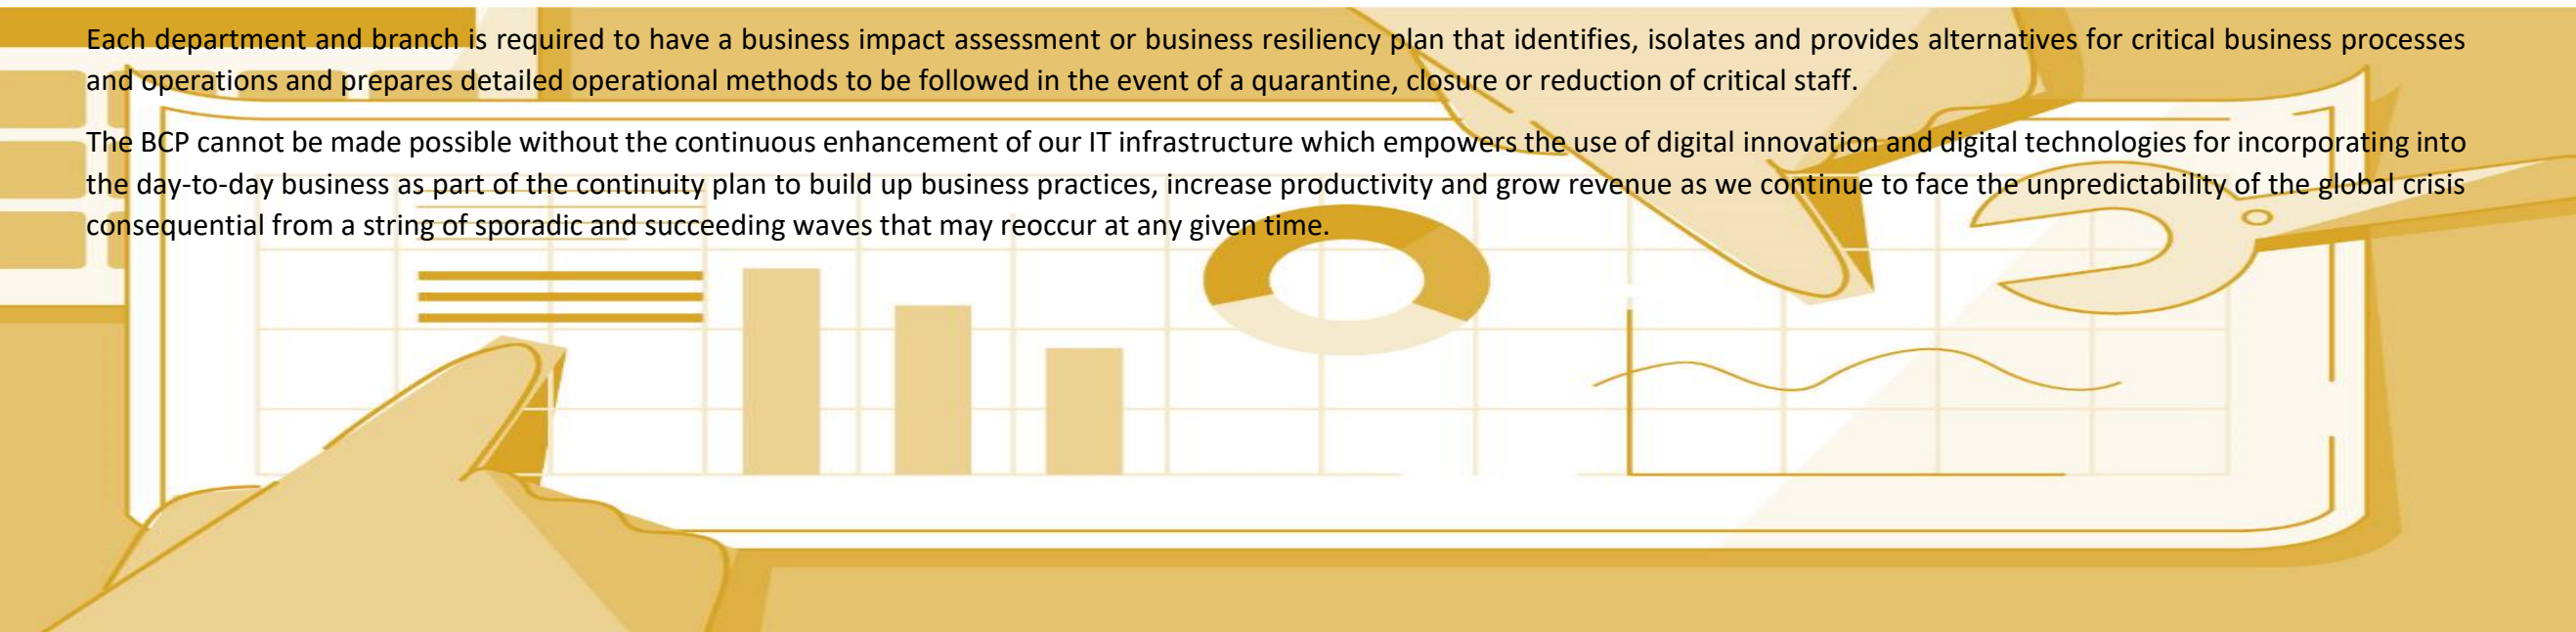 Each department and branch is required to have a business impact assessment or business resiliency plan that identifies, isolates and provides alternatives for critical business processes
and operations and prepares detailed operational methods to be followed in the event of a quarantine, closure or reduction of critical staff.
The BCP cannot be made possible without the continuous enhancement of our IT infrastructure which empowers the use of digital innovation and digital technologies for incorporating into
the day-to-day business as part of the continuity plan to build up business practices, increase productivity and grow revenue as we continue to face the unpredictability of the global crisis
consequential from a string of sporadic and succeeding waves that may reoccur at any given time.